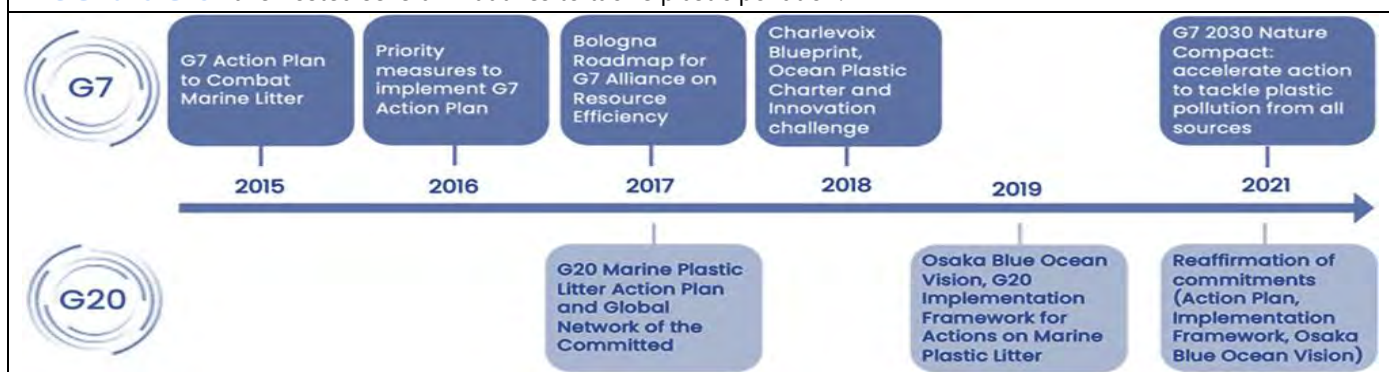 G7
G7 Action Plan
to Combat
Marine Litter
Priority
measures to
implement G7
Action Plan
Bologna
Roadmap for
G7 Alliance on
Resource
Efficiency
Charlevoix
Blueprint,
Ocean Plastic
Charter and
Innovation
challenge
G7 2030 Nature
Compact:
accelerate action
to tackle plastic
pollution from all
sources
2015
2016
2017
2018
2019
2021
G20
G20 Marine Plastic
Litter Action Plan
and Global
Network of the
Committed
Osaka Blue Ocean
Vision, G20
Implementation
Framework for
Actions on Marine
Plastic Litter
Reaffirmation of
commitments
(Action Plan,
Implementation
Framework, Osaka
Blue Ocean Vision)